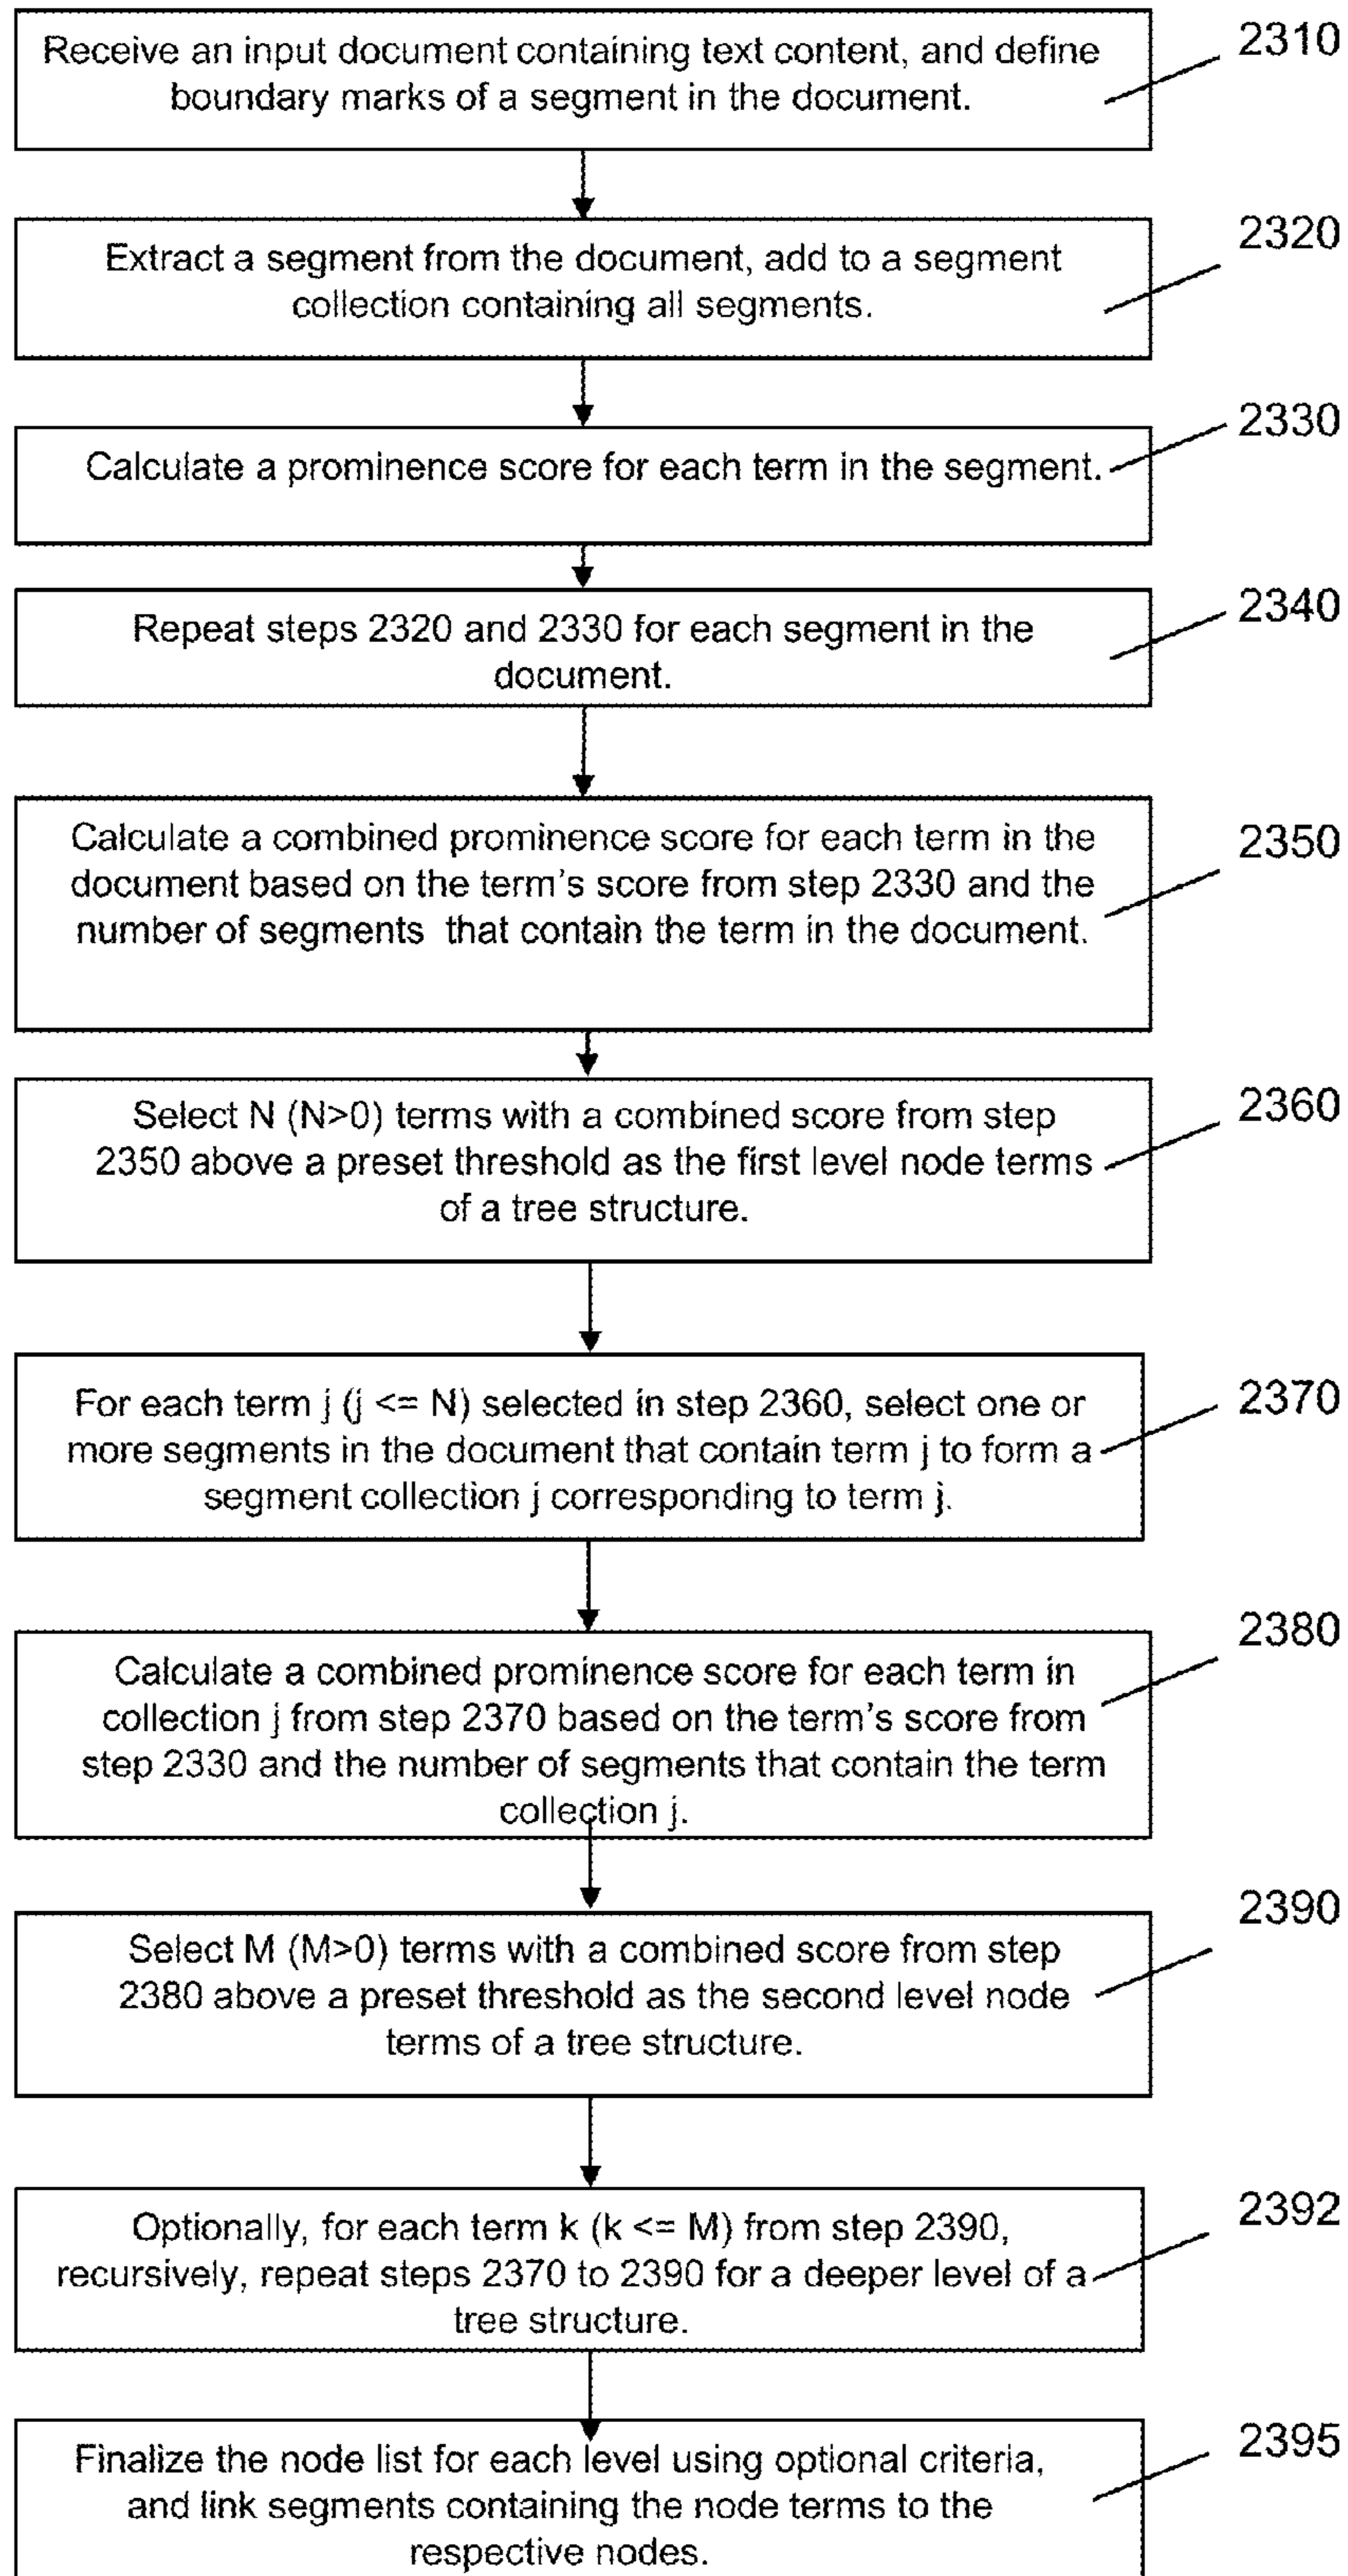 Receive an input document containing text content, and define
boundary marks of a segment in the document.
2310
Extract a segment from the document, add to a segment
collection containing all segments.
2320
Calculate a prominence score for each term in the segment.
2330
Repeat steps 2320 and 2330 for each segment in the
document.
2340
Calculate a combined prominence score for each term in the
document based on the term's score from step 2330 and the
number of segments that contain the term in the document.
2350
Select N (N>0) terms with a combined score from step
2350 above a preset threshold as the first level node terms
of a tree structure.
2360
For each term j (j <= N) selected in step 2360, select one or
more segments in the document that contain term j to form a
segment collection j corresponding to term j.
2370
Calculate a combined prominence score for each term in
collection j from step 2370 based on the term's score from
step 2330 and the number of segments that contain the term
collection j.
2380
Select M (M>0) terms with a combined score from step
2380 above a preset threshold as the second level node
terms of a tree structure.
2390
Optionally, for each term k (k <= M) from step 2390,
recursively, repeat steps 2370 to 2390 for a deeper level of a
tree structure.
2392
Finalize the node list for each level using optional criteria,
and link segments containing the node terms to the
respective nodes.
2395